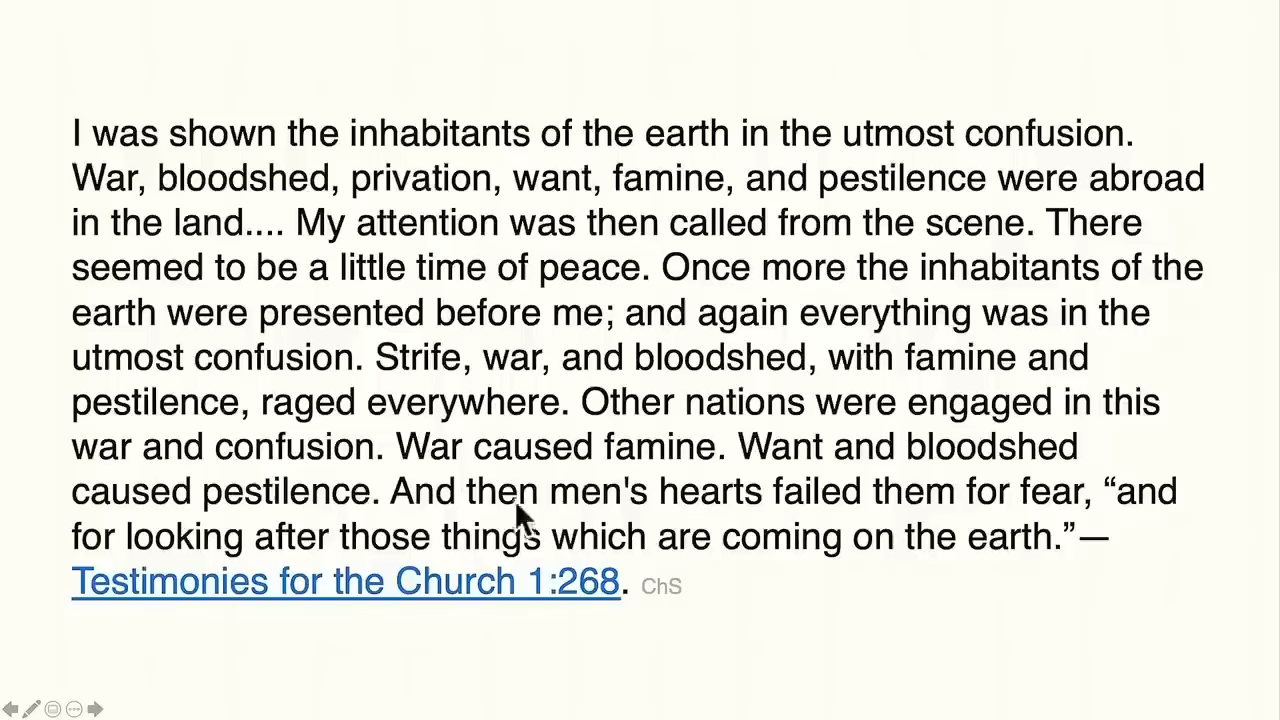 I was shown the inhabitants of the earth in the utmost confusion.
War, bloodshed, privation, want, famine, and pestilence were abroad
in the land.... My attention was then called from the scene. There
seemed to be a little time of peace. Once more the inhabitants of the
earth were presented before me; and again everything was in the
utmost confusion. Strife, war, and bloodshed, with famine and
pestilence, raged everywhere. Other nations were engaged in this
war and confusion. War caused famine. Want and bloodshed
caused pestilence. And then men's hearts failed them for fear, “and
for looking after those things which are coming on the earth.”—
Testimonies for the Church 1:268. ChS